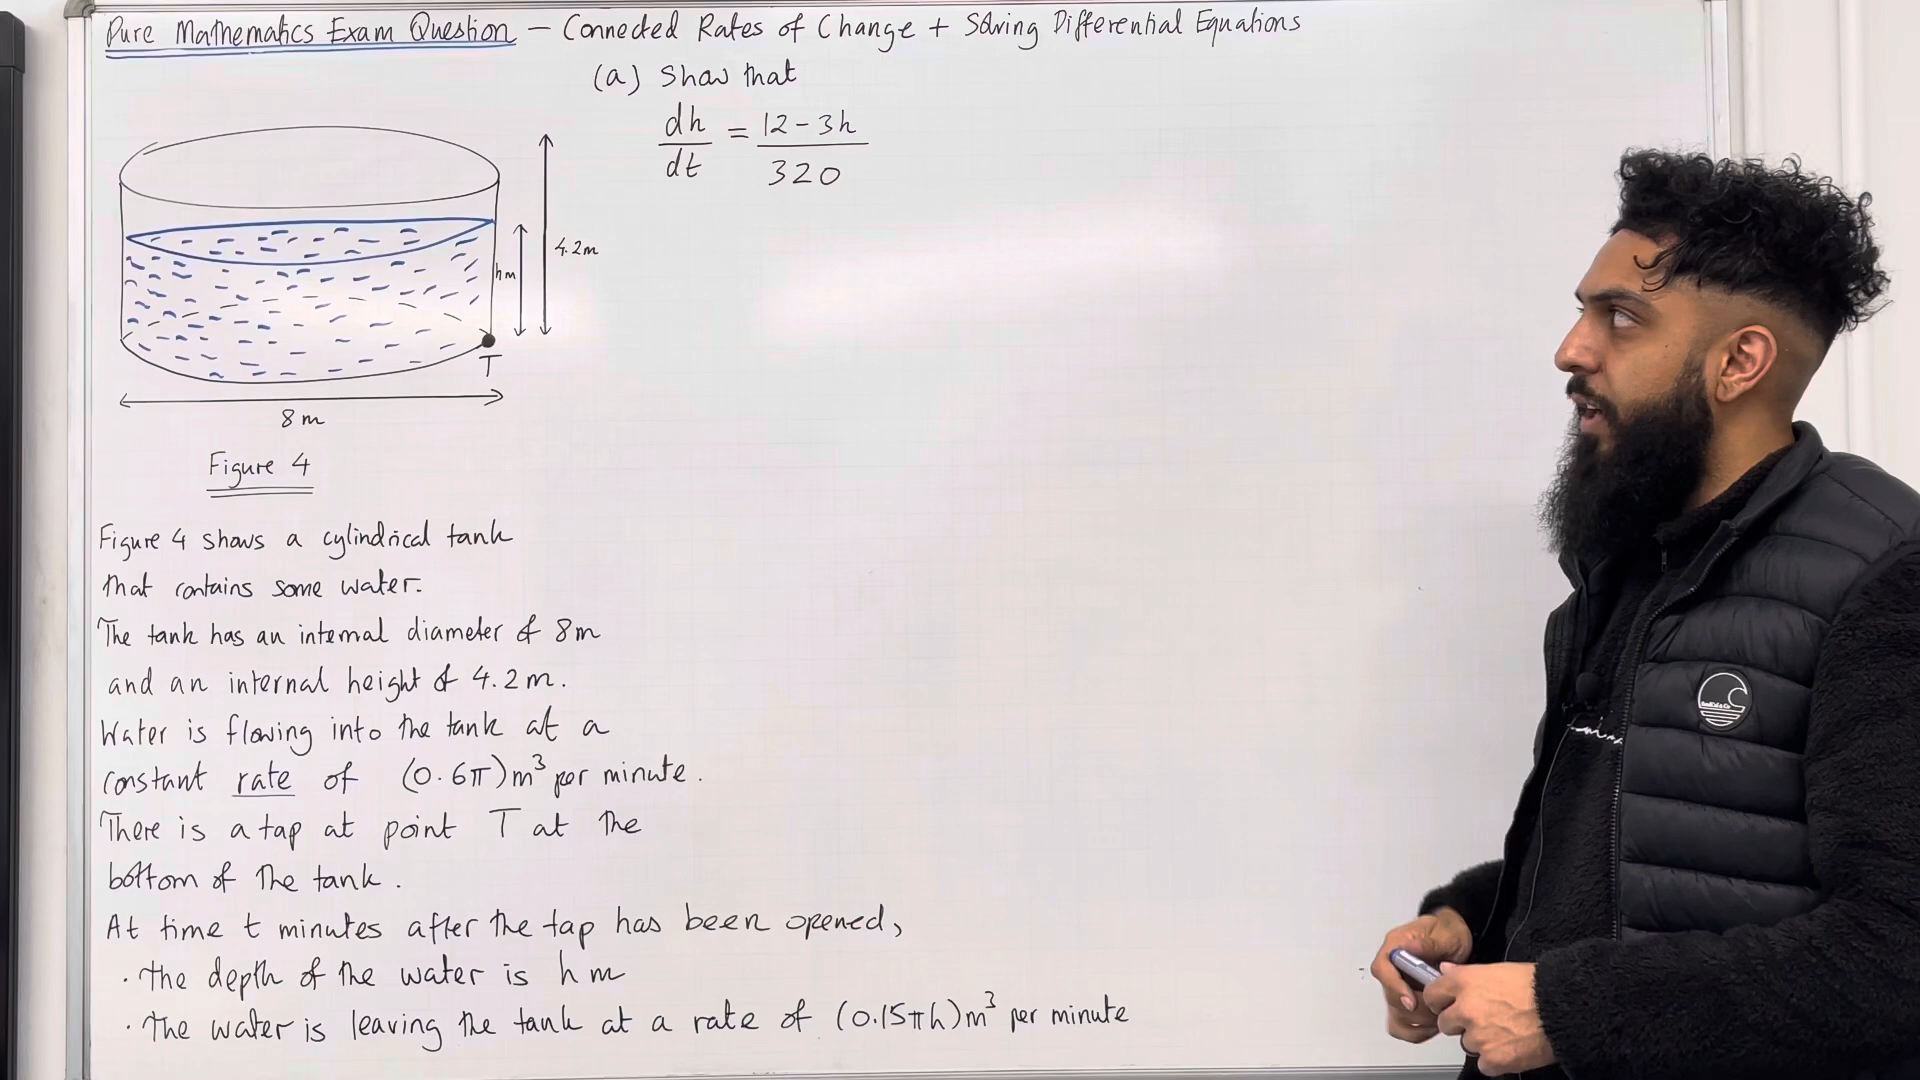 Pure Mathematics Exam Question – Connected Rates of Change + Solving Differential Equations
(a) Show that
dh/dt = (12 - 3h)/320
4.2m
hm
T
8m
Figure 4
Figure 4 shows a cylindrical tank
that contains some water.
The tank has an internal diameter of 8m
and an internal height of 4.2m.
Water is flowing into the tank at a
constant rate of (0.6π)m³ per minute.
There is a tap at point T at the
bottom of the tank.
At time t minutes after the tap has been opened,
· the depth of the water is h m
· the water is leaving the tank at a rate of (0.15πh)m³ per minute